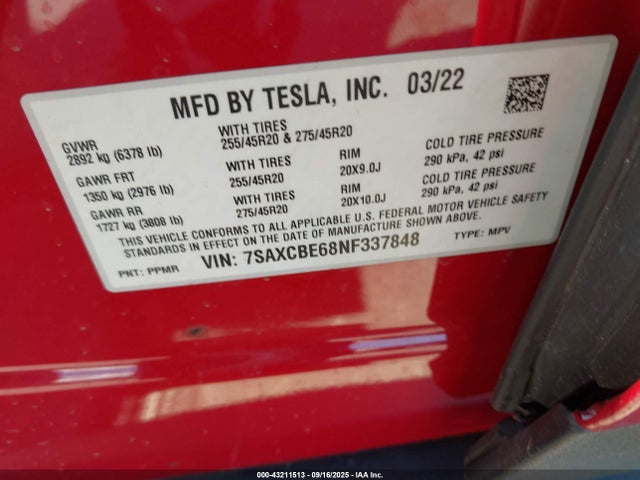 MFD BY TESLA, INC. 03/22
GVWR
2892 kg (6378 lb)
WITH TIRES
255/45R20 & 275/45R20
COLD TIRE PRESSURE
290 kPa, 42 psi
GAWR FRT
1350 kg (2976 lb)
WITH TIRES
255/45R20
RIM
20X9.0J
COLD TIRE PRESSURE
290 kPa, 42 psi
GAWR RR
1727 kg (3808 lb)
WITH TIRES
275/45R20
RIM
20X10.0J
THIS VEHICLE CONFORMS TO ALL APPLICABLE U.S. FEDERAL MOTOR VEHICLE SAFETY
STANDARDS IN EFFECT ON THE DATE OF MANUFACTURE SHOWN ABOVE.
PNT: PPMR
VIN: 7SAXCBE68NF337848
TYPE: MPV
000-43211513 - 09/16/2025 - IAA Inc.